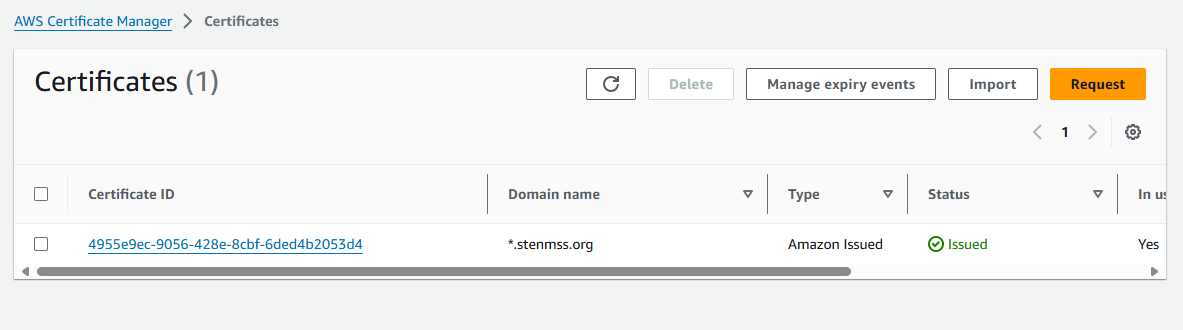 AWS Certificate Manager > Certificates
Certificates (1)
Delete
Manage expiry events
Import
Request
1
Certificate ID Domain name Type Status In us
4955e9ec-9056-428e-8cbf-6ded4b2053d4 *.stenmss.org Amazon Issued Issued Yes